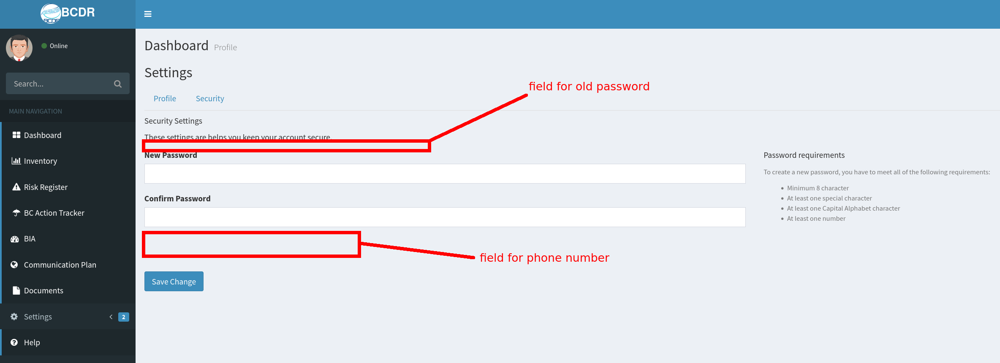 BCDR
BCDR
Online
Search...
MAIN NAVIGATION
Dashboard
Inventory
Risk Register
BC Action Tracker
BIA
Communication Plan
Documents
Settings 2
Help
Dashboard Profile
Settings
Profile Security
field for old password
Security Settings
These settings are helps you keep your account secure.
New Password
Confirm Password
field for phone number
Save Change
Password requirements
To create a new password, you have to meet all of the following requirements:
Minimum 8 character
At least one special character
At least one Capital Alphabet character
At least one number